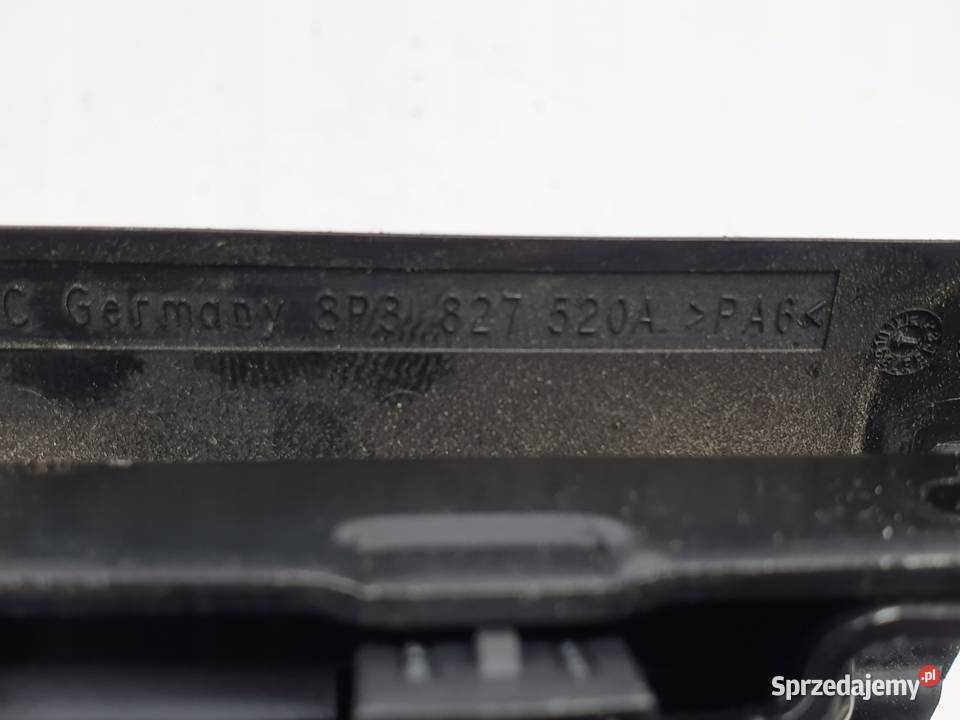 C Germany 8P3 827 520A >PA6<
Sprzedajemy.pl